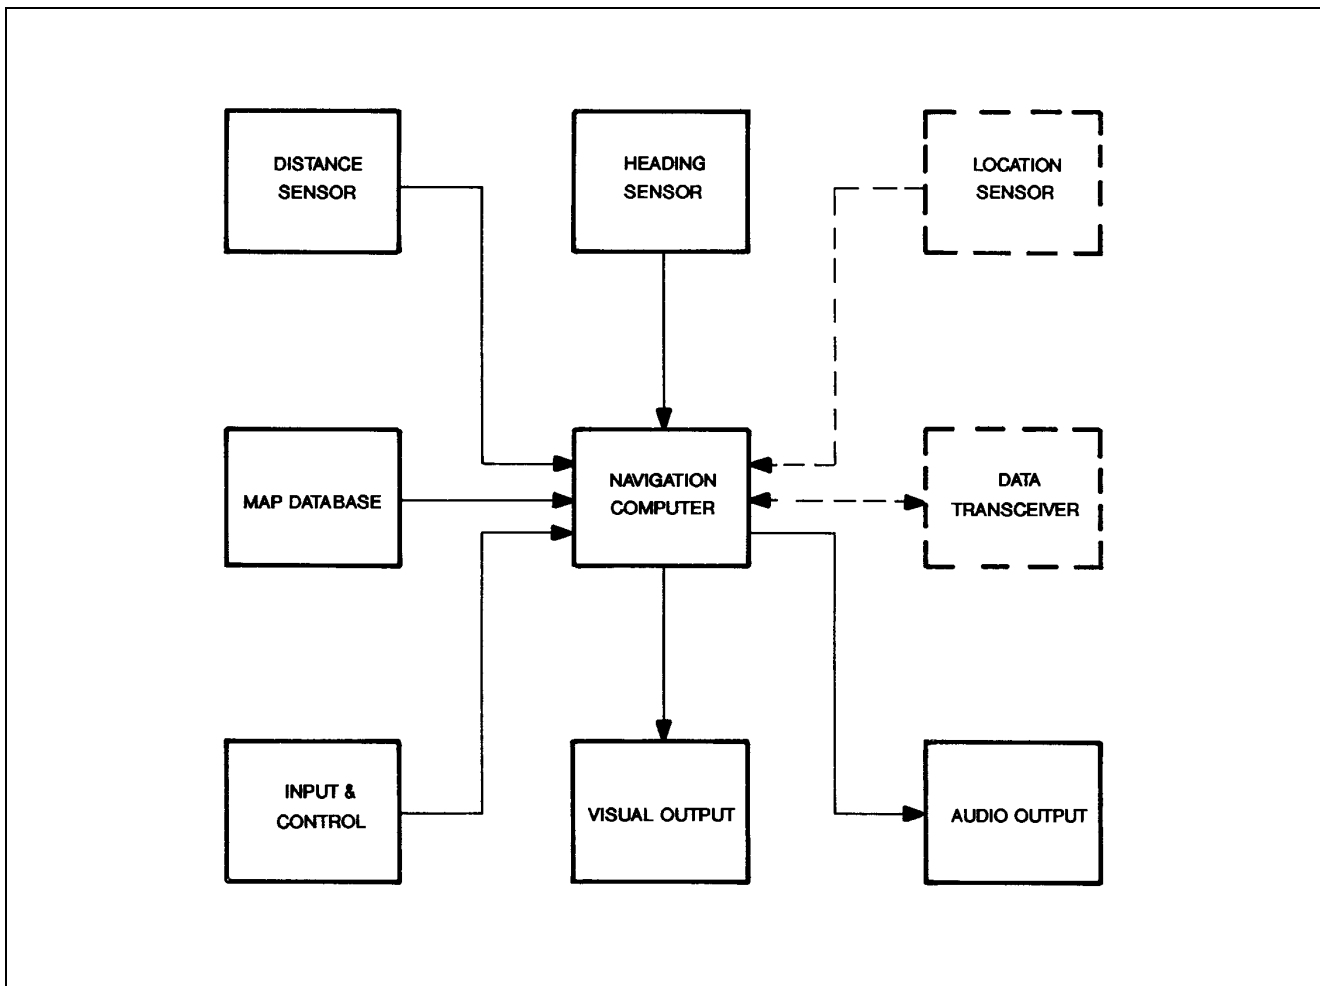 DISTANCE
SENSOR
HEADING
SENSOR
LOCATION
SENSOR
MAP DATABASE
NAVIGATION
COMPUTER
DATA
TRANSCEIVER
INPUT &
CONTROL
VISUAL OUTPUT
AUDIO OUTPUT